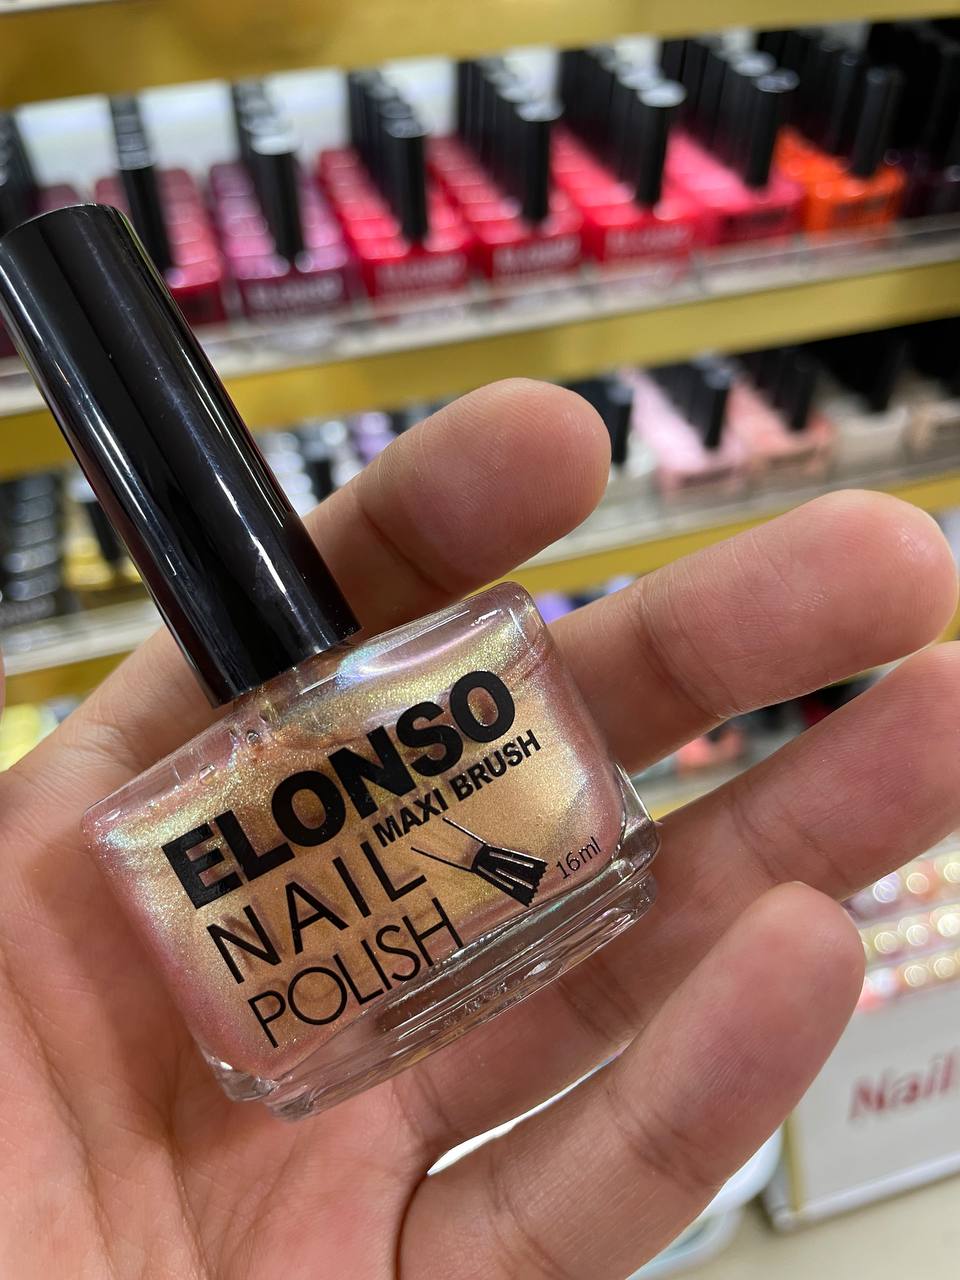 ELONSO
MAXI BRUSH
NAIL
POLISH
16ml
Nail